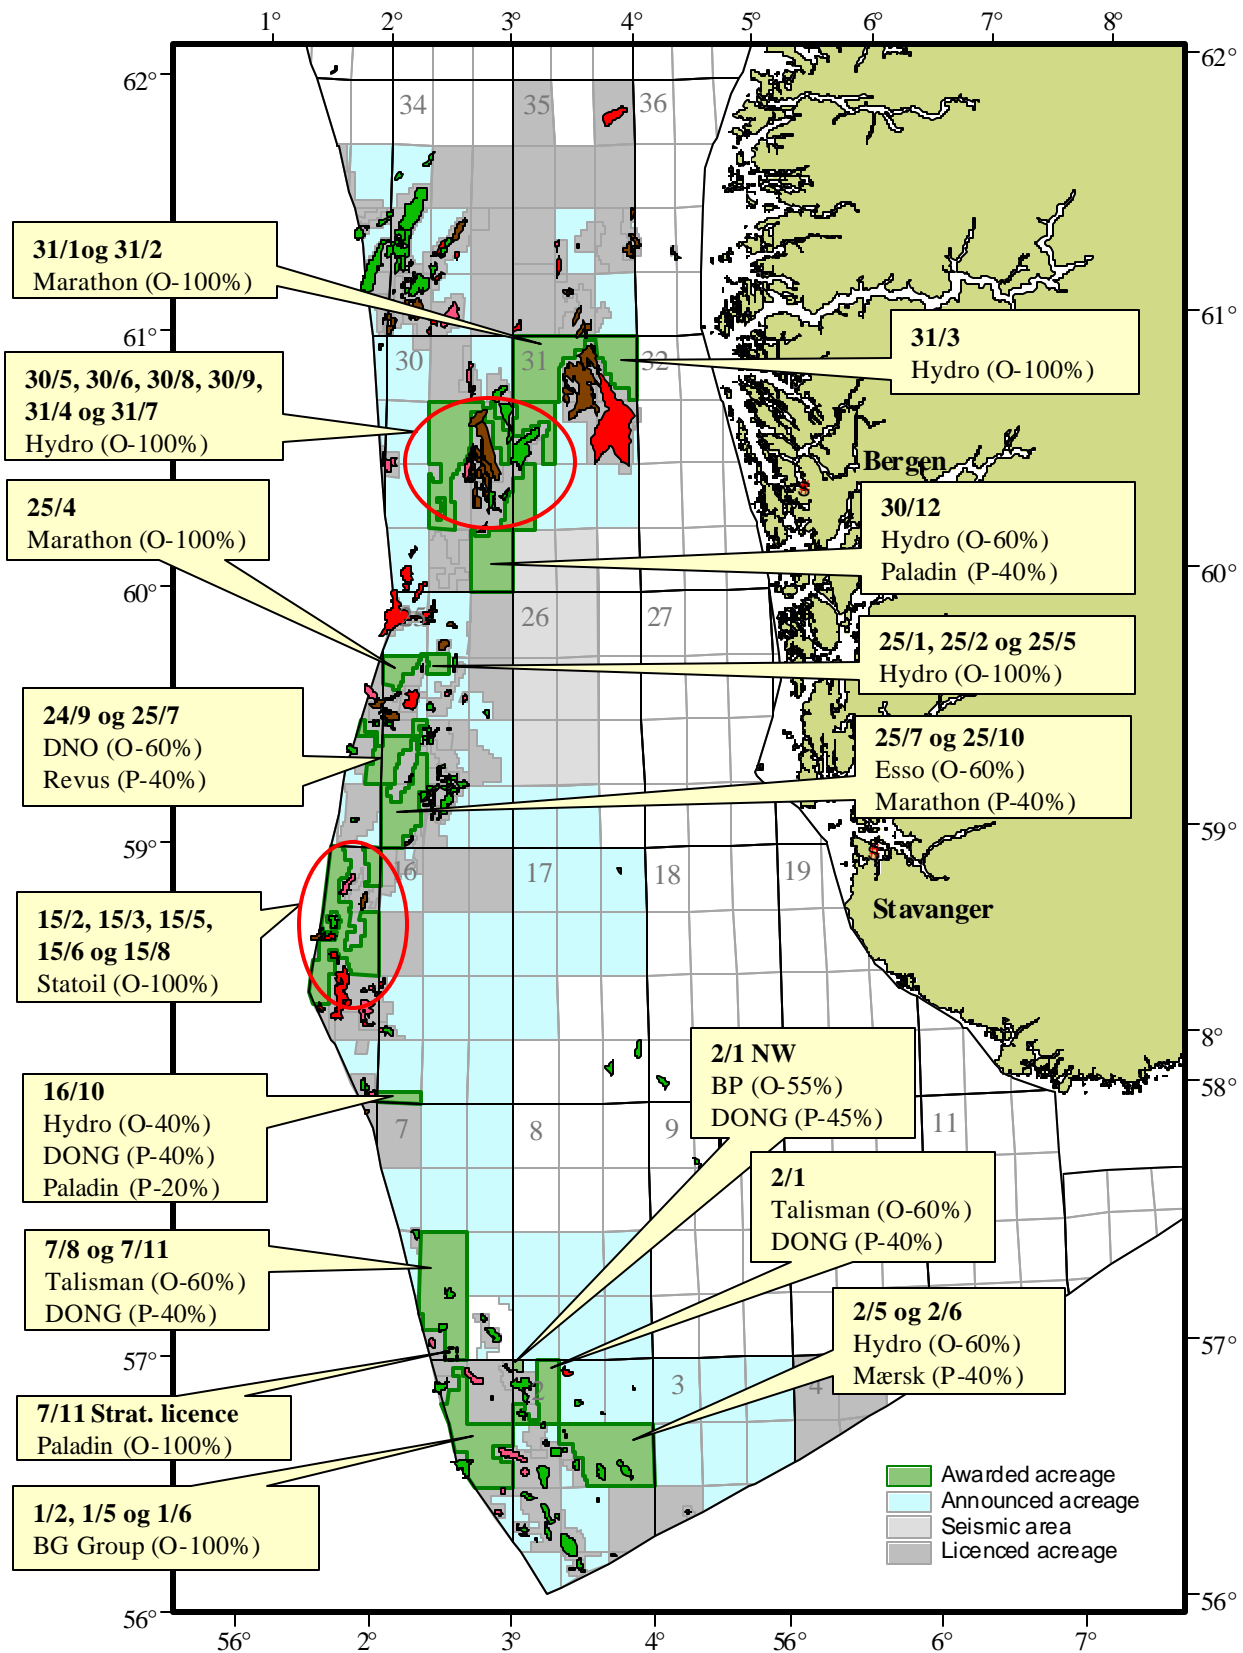 1° 2° 3° 4° 5° 6° 7° 8°
62° 62°
34 35 36
31/1og 31/2
Marathon (O-100%)
61° 61°
31/3
Hydro (O-100%)
30 31 32
30/5, 30/6, 30/8, 30/9,
31/4 og 31/7
Hydro (O-100%)
Bergen
S
25/4
Marathon (O-100%)
30/12
Hydro (O-60%)
Paladin (P-40%)
60° 60°
26 27
25/1, 25/2 og 25/5
Hydro (O-100%)
24/9 og 25/7
DNO (O-60%)
Revus (P-40%)
25/7 og 25/10
Esso (O-60%)
Marathon (P-40%)
59° 59°
S
16 17 18 19
Stavanger
15/2, 15/3, 15/5,
15/6 og 15/8
Statoil (O-100%)
8°
58°
2/1 NW
BP (O-55%)
DONG (P-45%)
16/10
Hydro (O-40%)
DONG (P-40%)
Paladin (P-20%)
7 8 9 11
2/1
Talisman (O-60%)
DONG (P-40%)
7/8 og 7/11
Talisman (O-60%)
DONG (P-40%)
2/5 og 2/6
Hydro (O-60%)
Mærsk (P-40%)
57° 57°
2 3 4
7/11 Strat. licence
Paladin (O-100%)
1/2, 1/5 og 1/6
BG Group (O-100%)
Awarded acreage
Announced acreage
Seismic area
Licenced acreage
56° 56°
56° 2° 3° 4° 56° 6° 7°